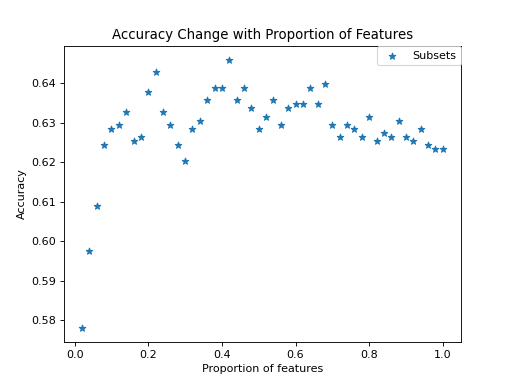 Accuracy Change with Proportion of Features
Subsets
0.64
0.63
0.62
0.61
0.60
0.59
0.58
Accuracy
0.0 0.2 0.4 0.6 0.8 1.0
Proportion of features